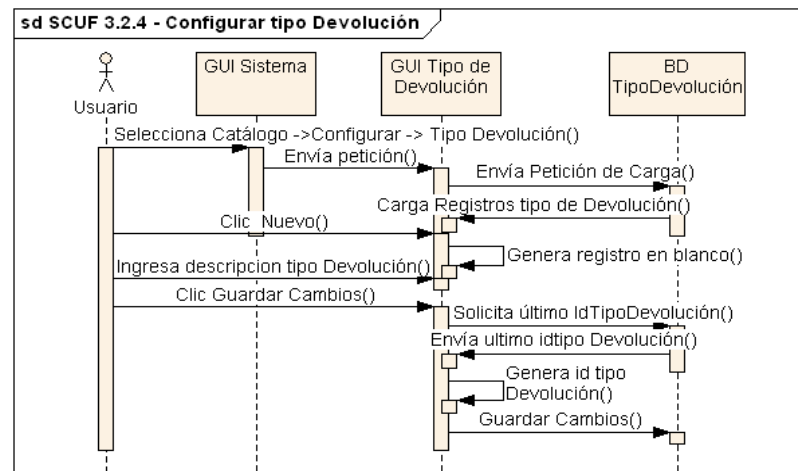 sd SCUF 3.2.4 - Configurar tipo Devolución
GUI Sistema
GUI Tipo de
Devolución
BD
TipoDevolución
Usuario
Selecciona Catálogo ->Configurar -> Tipo Devolución()
Envía petición()
Envía Petición de Carga()
Carga Registros tipo de Devolución()
Clic Nuevo()
Genera registro en blanco()
Ingresa descripcion tipo Devolución()
Clic Guardar Cambios()
Solicita último IdTipoDevolución()
Envía ultimo idtipo Devolución()
Genera id tipo
Devolución()
Guardar Cambios()